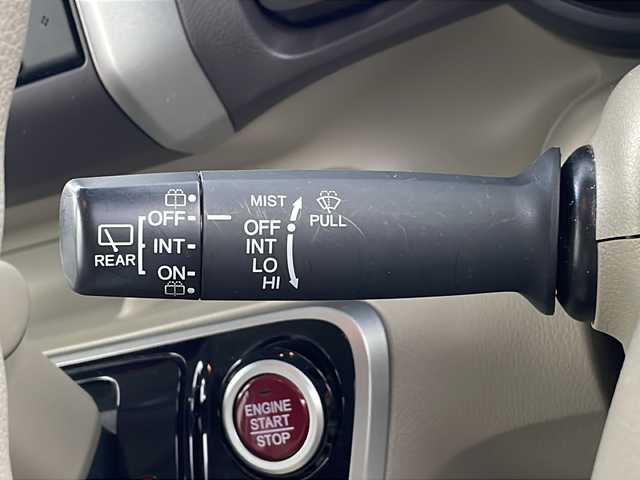 REAR
OFF
INT
ON
MIST
OFF
INT
LO
HI
PULL
ENGINE
START
STOP